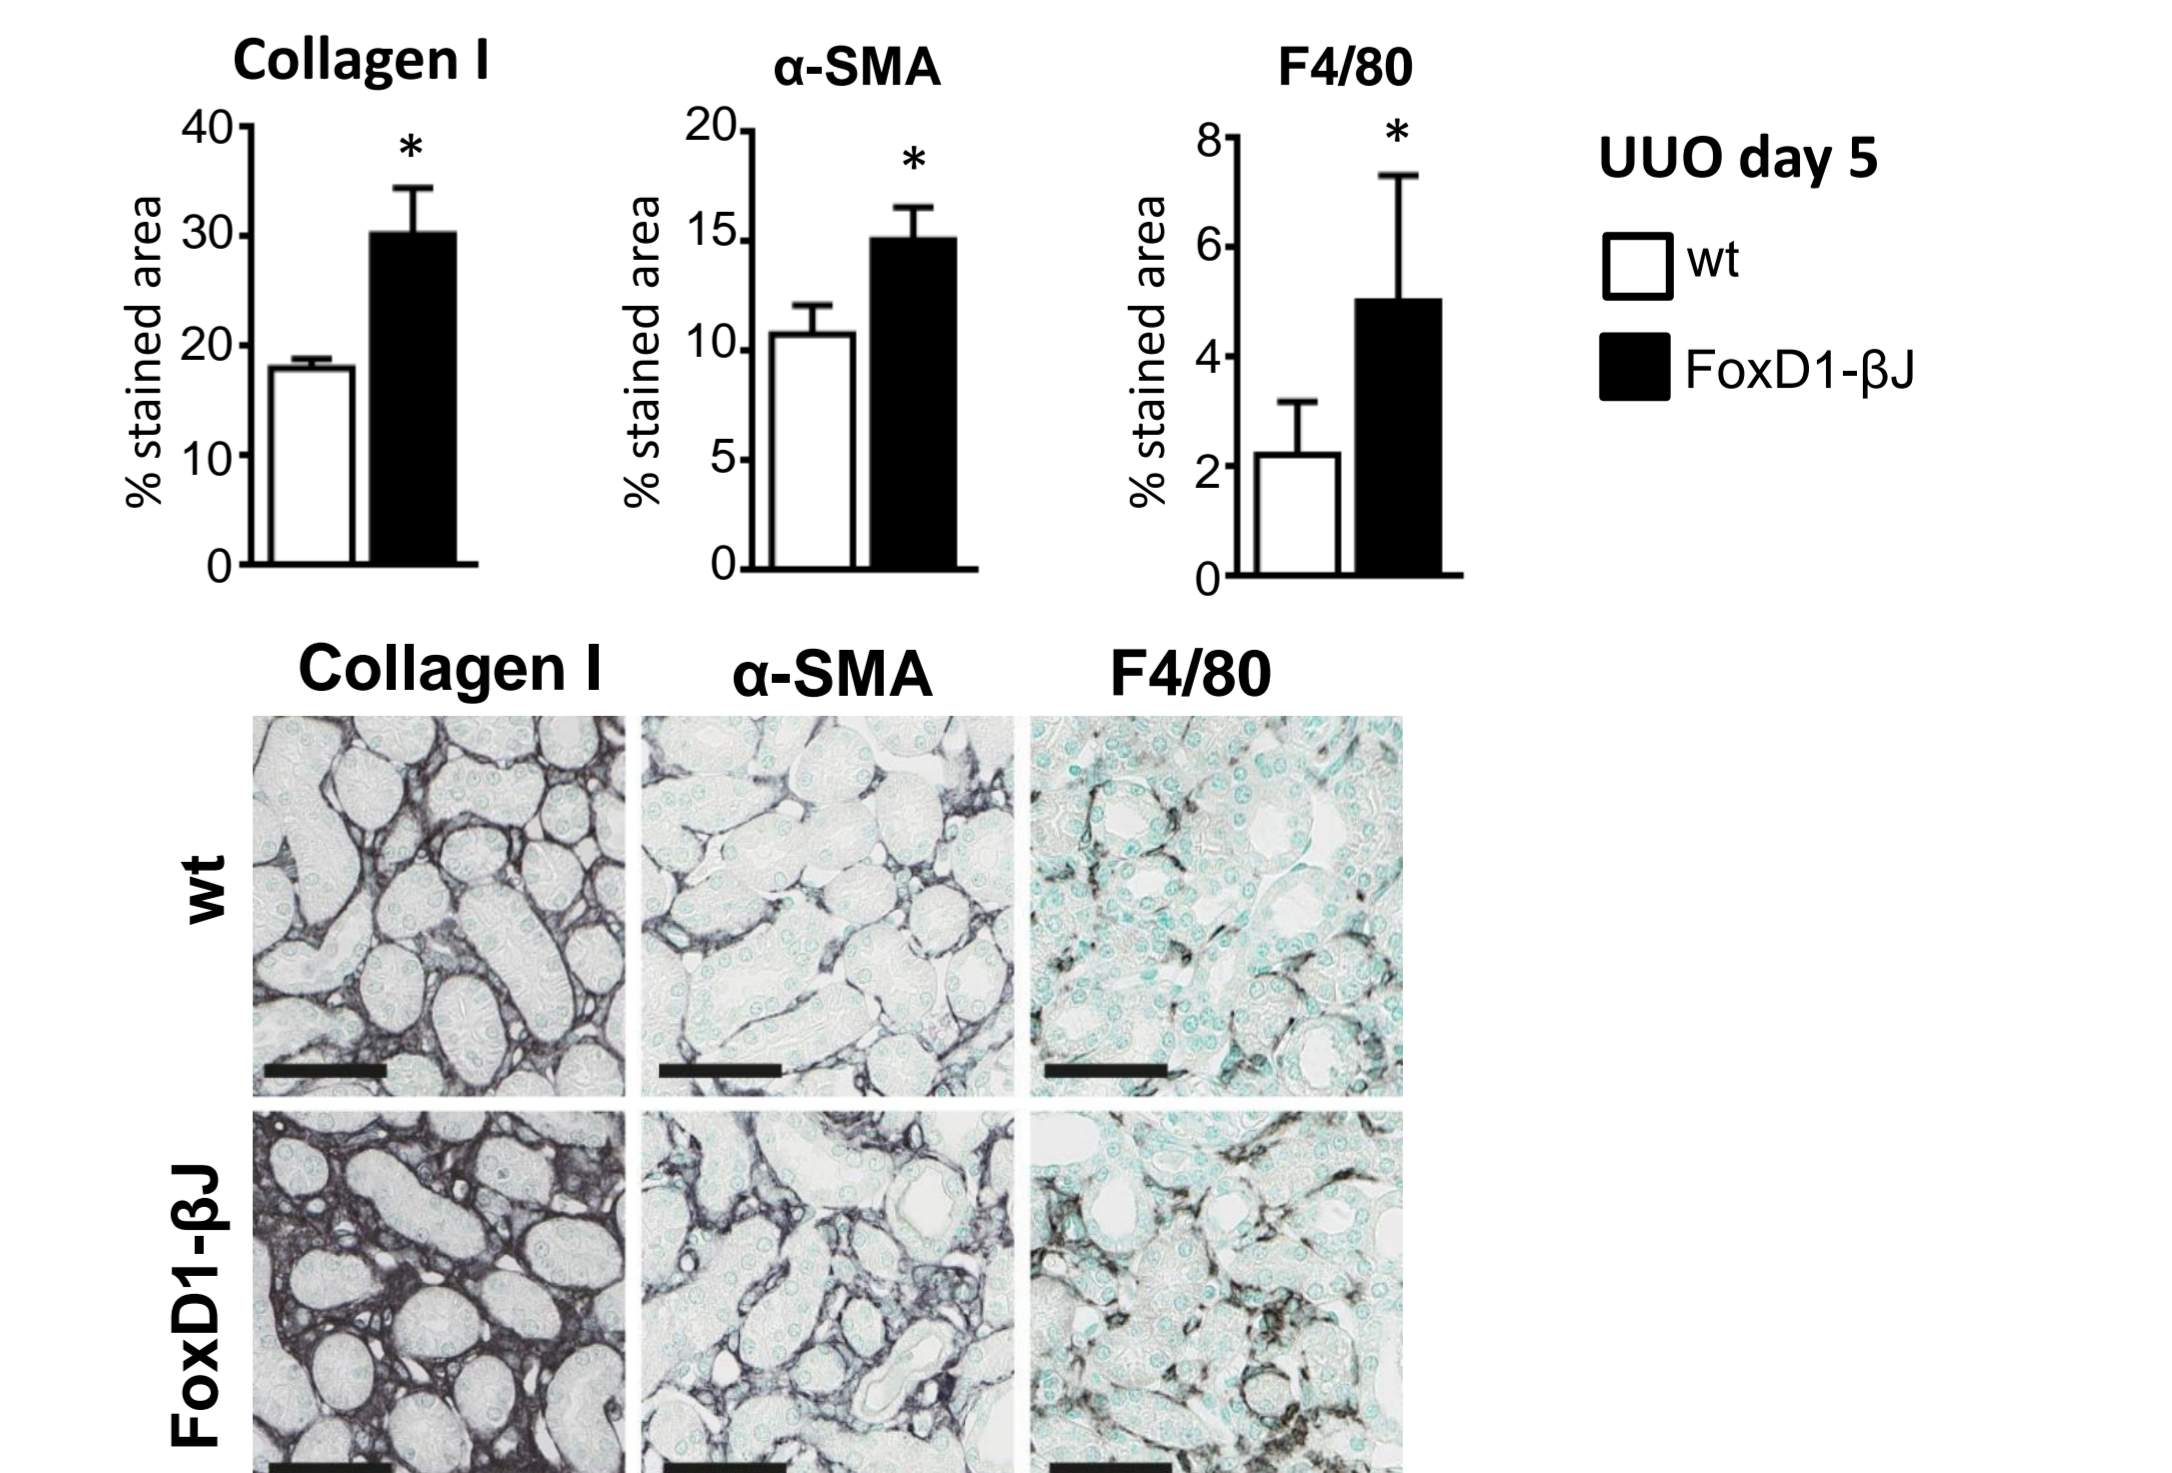 Collagen I
α-SMA
F4/80
40
30
20
10
0
% stained area
*
20
15
10
5
0
% stained area
*
8
6
4
2
0
% stained area
*
UUO day 5
wt
FoxD1-βJ
Collagen I
α-SMA
F4/80
wt
FoxD1-βJ